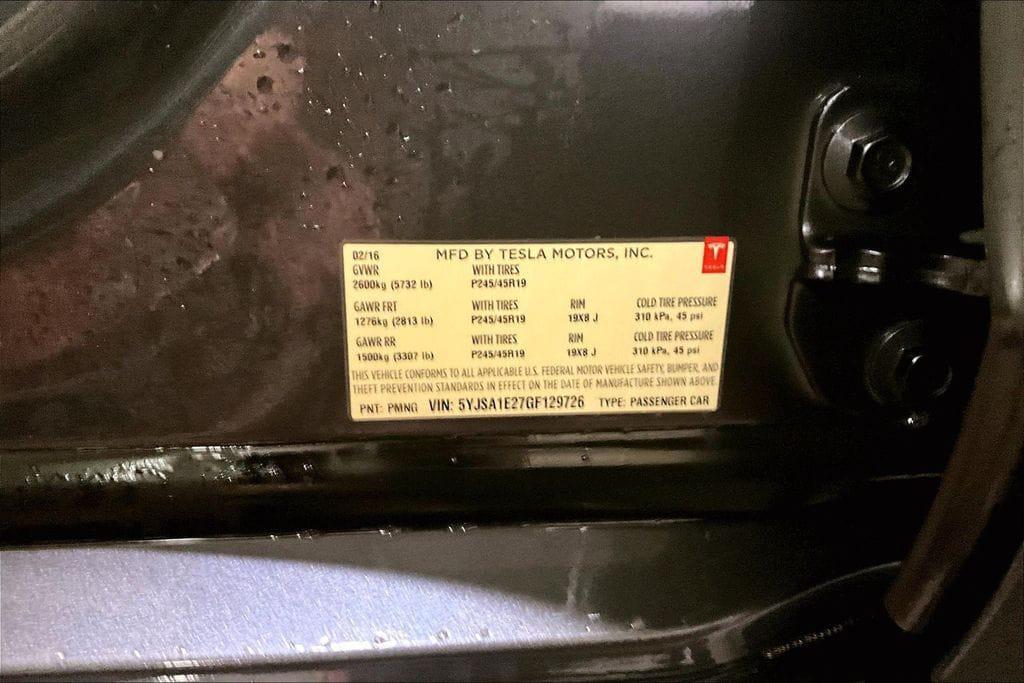 02/16 MFD BY TESLA MOTORS, INC.
GVWR WITH TIRES
2600kg (5732 lb) P245/45R19
GAWR FRT WITH TIRES RIM COLD TIRE PRESSURE
1276kg (2813 lb) P245/45R19 19X8 J 310 kPa, 45 psi
GAWR RR WITH TIRES RIM COLD TIRE PRESSURE
1500kg (3307 lb) P245/45R19 19X8 J 310 kPa, 45 psi
THIS VEHICLE CONFORMS TO ALL APPLICABLE U.S. FEDERAL MOTOR VEHICLE SAFETY, BUMPER, AND
THEFT PREVENTION STANDARDS IN EFFECT ON THE DATE OF MANUFACTURE SHOWN ABOVE.
PNT: PMNG VIN: 5YJSA1E27GF129726 TYPE: PASSENGER CAR
TESLA